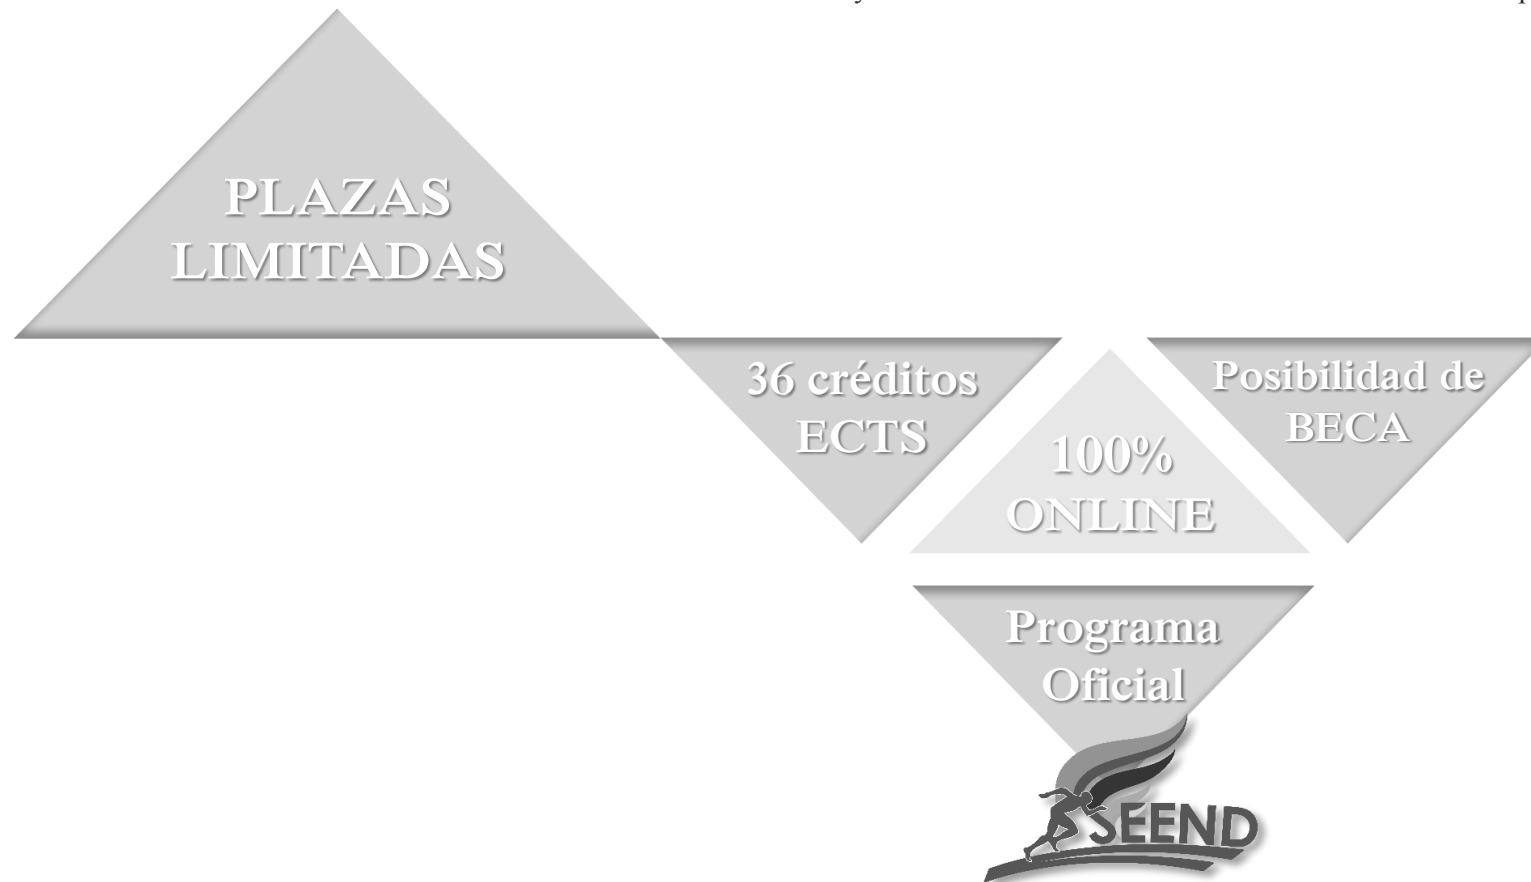 PLAZAS
LIMITADAS
36 créditos
ECTS
100%
ONLINE
Posibilidad de
BECA
Programa
Oficial
SEEND